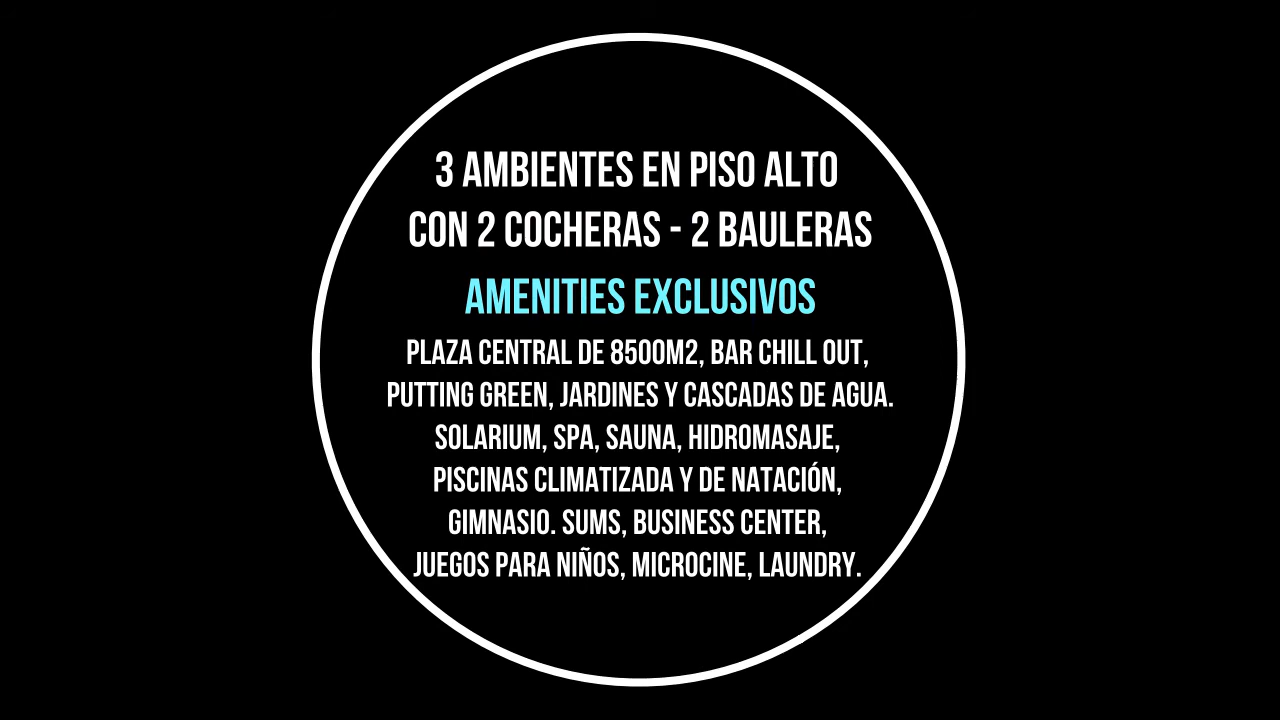 3 AMBIENTES EN PISO ALTO
CON 2 COCHERAS - 2 BAULERAS
AMENITIES EXCLUSIVOS
PLAZA CENTRAL DE 8500M2, BAR CHILL OUT,
PUTTING GREEN, JARDINES Y CASCADAS DE AGUA.
SOLARIUM, SPA, SAUNA, HIDROMASAJE,
PISCINAS CLIMATIZADA Y DE NATACIÓN,
GIMNASIO. SUMS, BUSINESS CENTER,
JUEGOS PARA NIÑOS, MICROCINE, LAUNDRY.